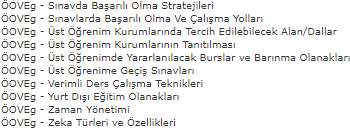 ÖOVEg - Sınavda Başarılı Olma Stratejileri
ÖOVEg - Sınavlarda Başarılı Olma Ve Çalışma Yolları
ÖOVEg - Üst Öğrenim Kurumlarında Tercih Edilebilecek Alan/Dallar
ÖOVEg - Üst Öğrenim Kurumlarının Tanıtılması
ÖOVEg - Üst Öğrenimde Yararlanılacak Burslar ve Barınma Olanakları
ÖOVEg - Üst Öğrenime Geçiş Sınavları
ÖOVEg - Verimli Ders Çalışma Teknikleri
ÖOVEg - Yurt Dışı Eğitim Olanakları
ÖOVEg - Zaman Yönetimi
ÖOVEg - Zeka Türleri ve Özellikleri